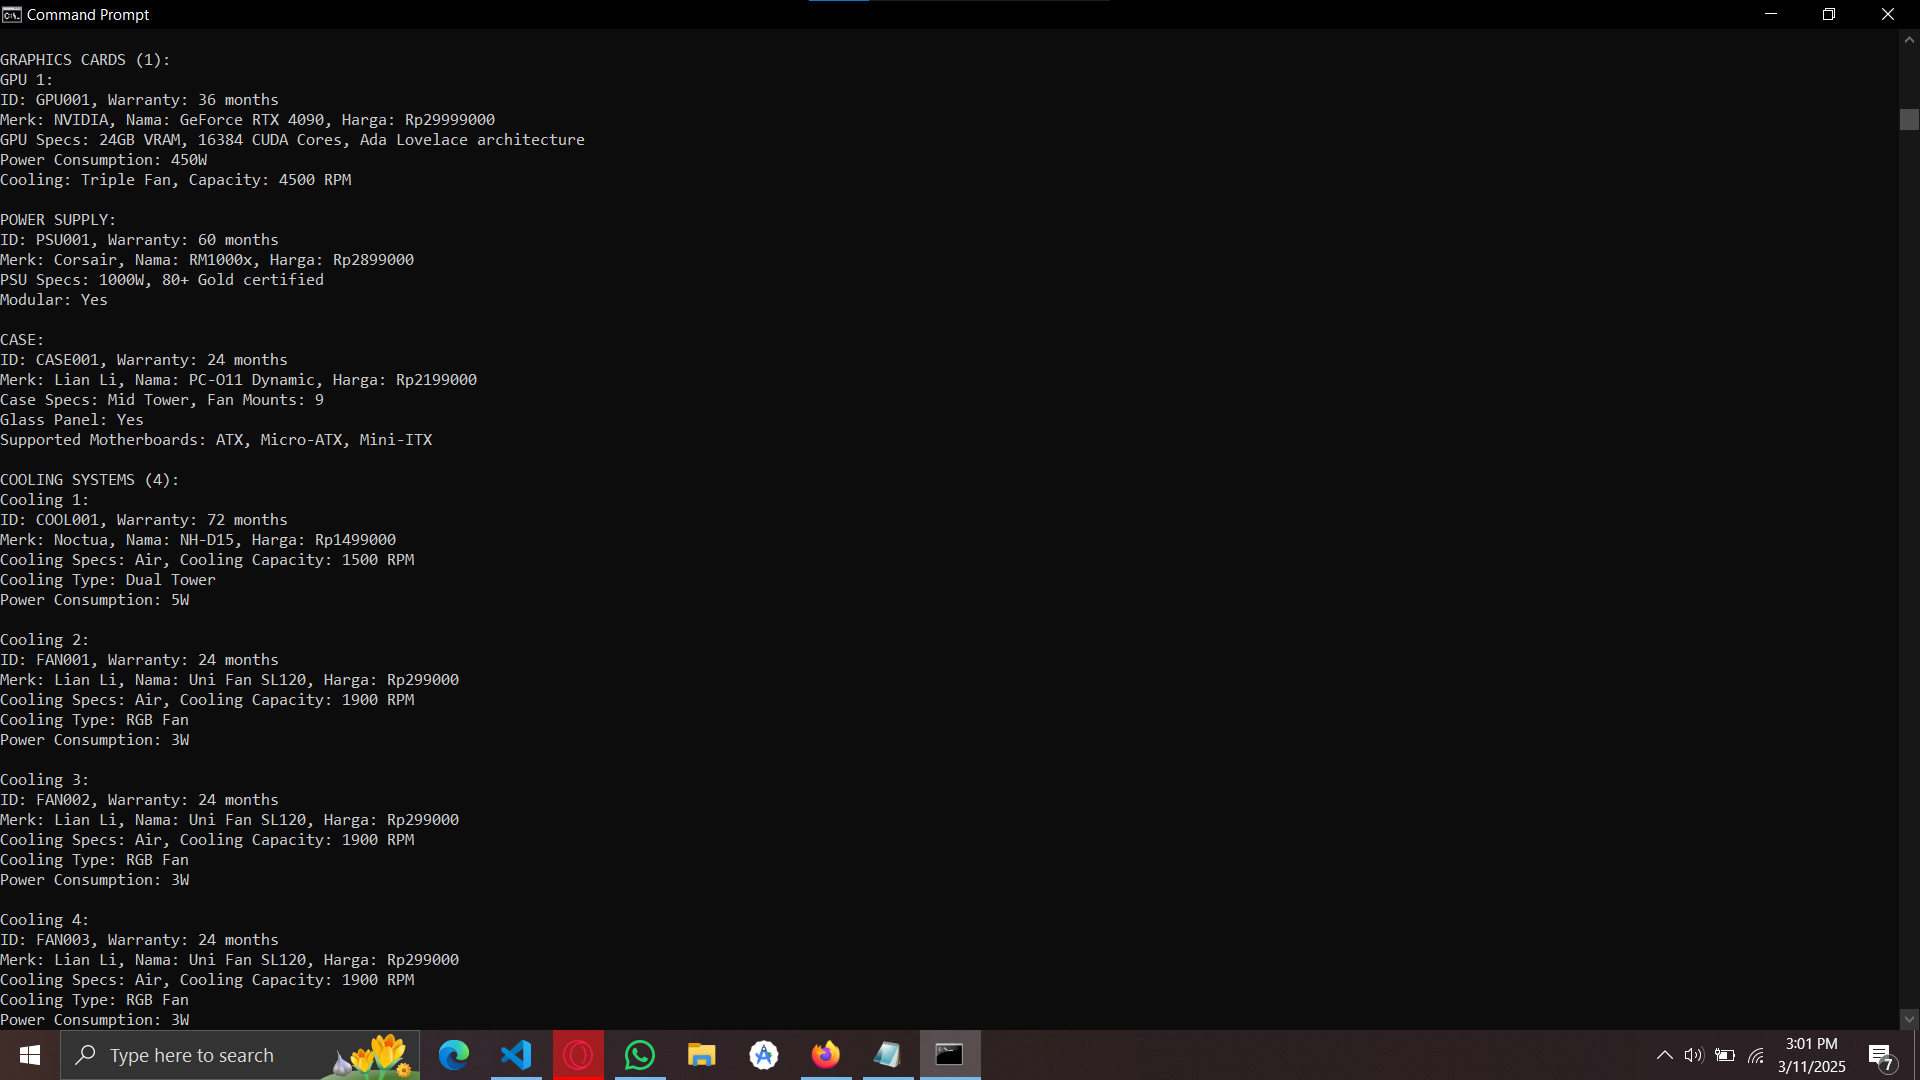 Command Prompt
GRAPHICS CARDS (1):
GPU 1:
ID: GPU001, Warranty: 36 months
Merk: NVIDIA, Nama: GeForce RTX 4090, Harga: Rp29999000
GPU Specs: 24GB VRAM, 16384 CUDA Cores, Ada Lovelace architecture
Power Consumption: 450W
Cooling: Triple Fan, Capacity: 4500 RPM
POWER SUPPLY:
ID: PSU001, Warranty: 60 months
Merk: Corsair, Nama: RM1000x, Harga: Rp2899000
PSU Specs: 1000W, 80+ Gold certified
Modular: Yes
CASE:
ID: CASE001, Warranty: 24 months
Merk: Lian Li, Nama: PC-O11 Dynamic, Harga: Rp2199000
Case Specs: Mid Tower, Fan Mounts: 9
Glass Panel: Yes
Supported Motherboards: ATX, Micro-ATX, Mini-ITX
COOLING SYSTEMS (4):
Cooling 1:
ID: COOL001, Warranty: 72 months
Merk: Noctua, Nama: NH-D15, Harga: Rp1499000
Cooling Specs: Air, Cooling Capacity: 1500 RPM
Cooling Type: Dual Tower
Power Consumption: 5W
Cooling 2:
ID: FAN001, Warranty: 24 months
Merk: Lian Li, Nama: Uni Fan SL120, Harga: Rp299000
Cooling Specs: Air, Cooling Capacity: 1900 RPM
Cooling Type: RGB Fan
Power Consumption: 3W
Cooling 3:
ID: FAN002, Warranty: 24 months
Merk: Lian Li, Nama: Uni Fan SL120, Harga: Rp299000
Cooling Specs: Air, Cooling Capacity: 1900 RPM
Cooling Type: RGB Fan
Power Consumption: 3W
Cooling 4:
ID: FAN003, Warranty: 24 months
Merk: Lian Li, Nama: Uni Fan SL120, Harga: Rp299000
Cooling Specs: Air, Cooling Capacity: 1900 RPM
Cooling Type: RGB Fan
Power Consumption: 3W
Type here to search
3:01 PM
3/11/2025
7